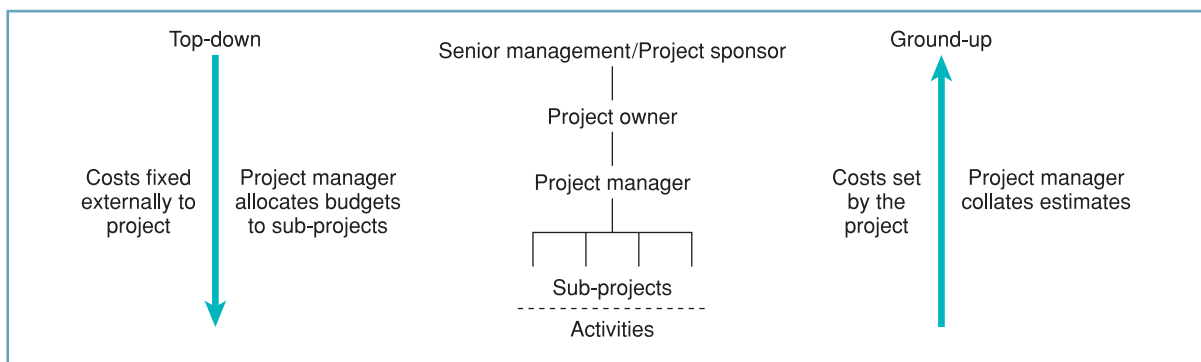 Top-down
Costs fixed
externally to
project
Project manager
allocates budgets
to sub-projects
Senior management/Project sponsor
Project owner
Project manager
Sub-projects
Activities
Ground-up
Costs set
by the
project
Project manager
collates estimates